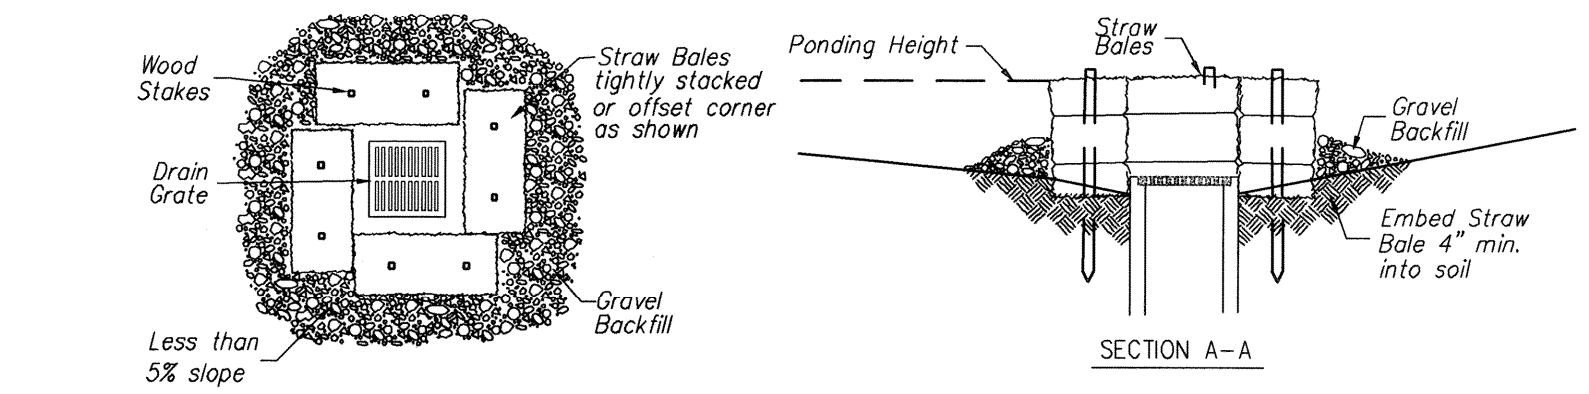 Wood
Stakes
Straw Bales
tightly stacked
or offset corner
as shown
Drain
Grate
Gravel
Backfill
Less than
5% slope
Ponding Height
Straw
Bales
Gravel
Backfill
Embed Straw
Bale 4" min.
into soil
SECTION A-A